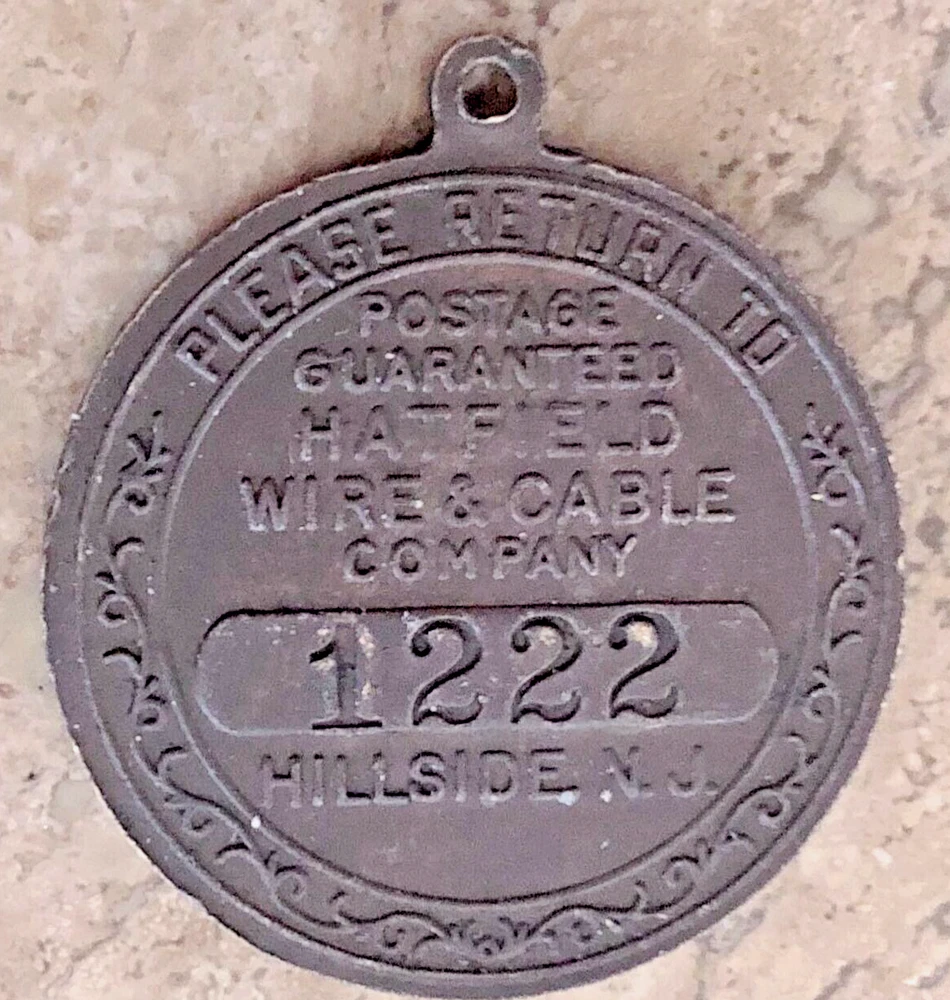 PLEASE RETURN TO
POSTAGE
GUARANTEED
HATFIELD
WIRE & CABLE
COMPANY
1222
HILLSIDE, N. J.